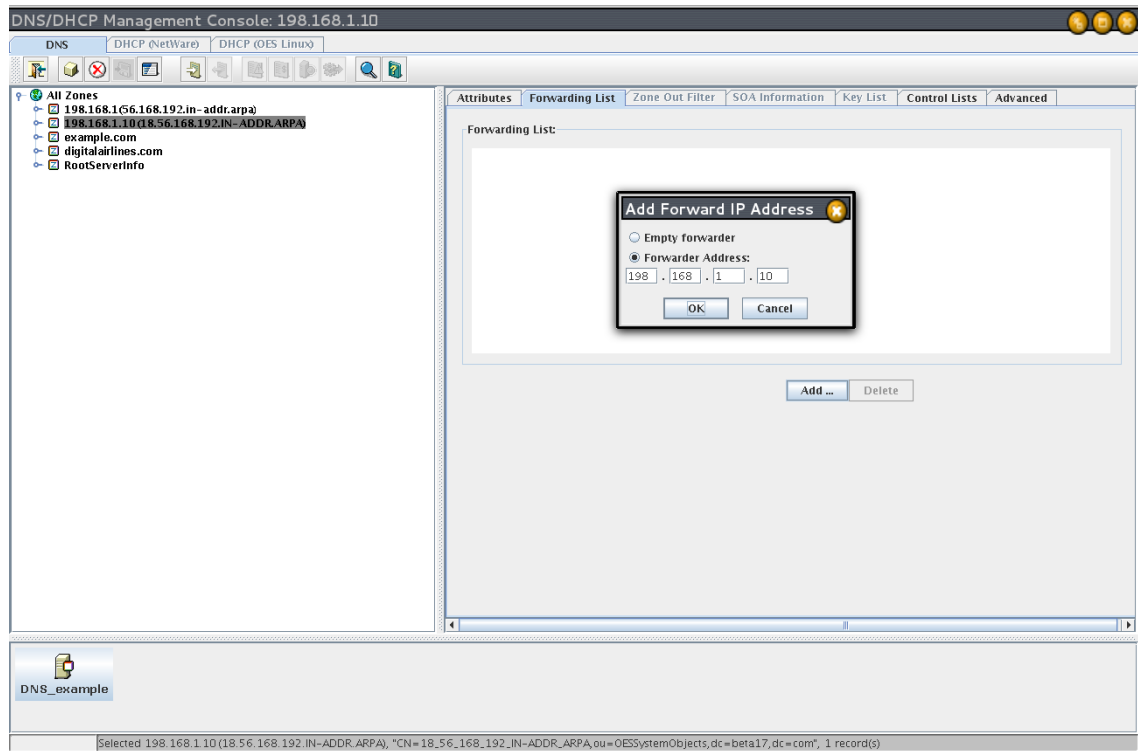 DNS/DHCP Management Console: 198.168.1.10
DNS DHCP (NetWare) DHCP (OES Linux)
All Zones
198.168.1(56.168.192.in-addr.arpa)
198.168.1.10(18.56.168.192.IN-ADDR.ARPA)
example.com
digitalairlines.com
RootServerInfo
Attributes Forwarding List Zone Out Filter SOA Information Key List Control Lists Advanced
Forwarding List:
Add Forward IP Address
Empty forwarder
Forwarder Address:
198 . 168 . 1 . 10
OK Cancel
Add ... Delete
DNS_example
Selected 198.168.1.10 (18.56.168.192.IN-ADDR.ARPA), "CN=18_56_168_192_IN-ADDR_ARPA,ou=OESSystemObjects,dc=beta17,dc=com", 1 record(s)